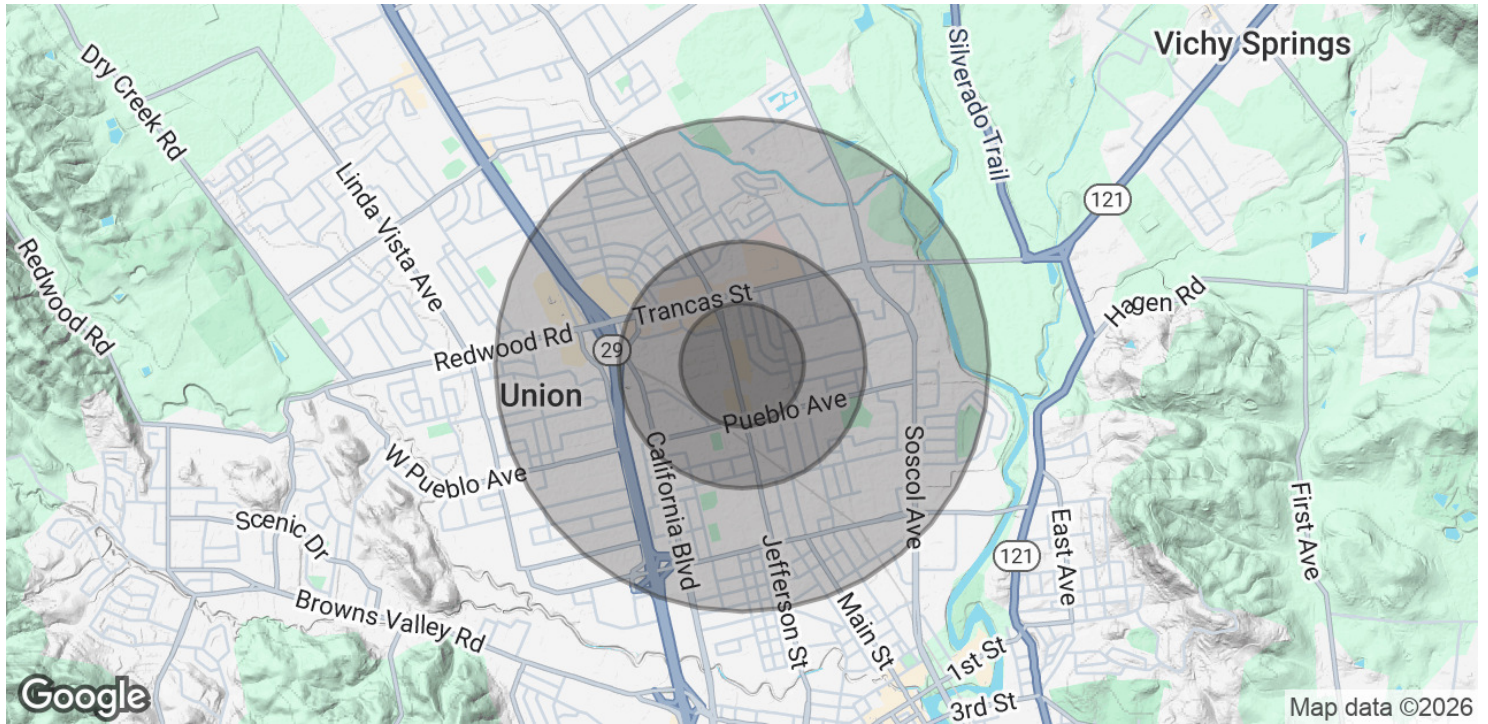 Vichy Springs
Silverado Trail
Dry Creek Rd
121
Linda Vista Ave
Redwood Rd
Hagen Rd
Trancas St
Redwood Rd
29
Union
Pueblo Ave
California Blvd
Soscol Ave
W Pueblo Ave
First Ave
Scenic Dr
East Ave
121
Jefferson St
Browns Valley Rd
Main St
1st St
3rd St
Google
Map data ©2026